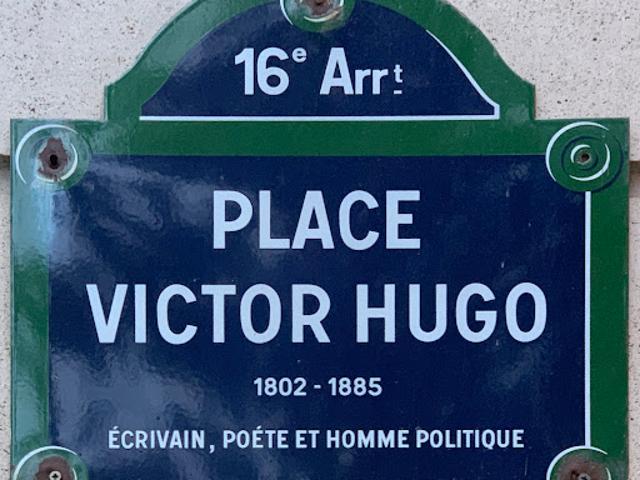 16e Arrt
PLACE
VICTOR HUGO
1802 - 1885
ÉCRIVAIN, POÉTE ET HOMME POLITIQUE